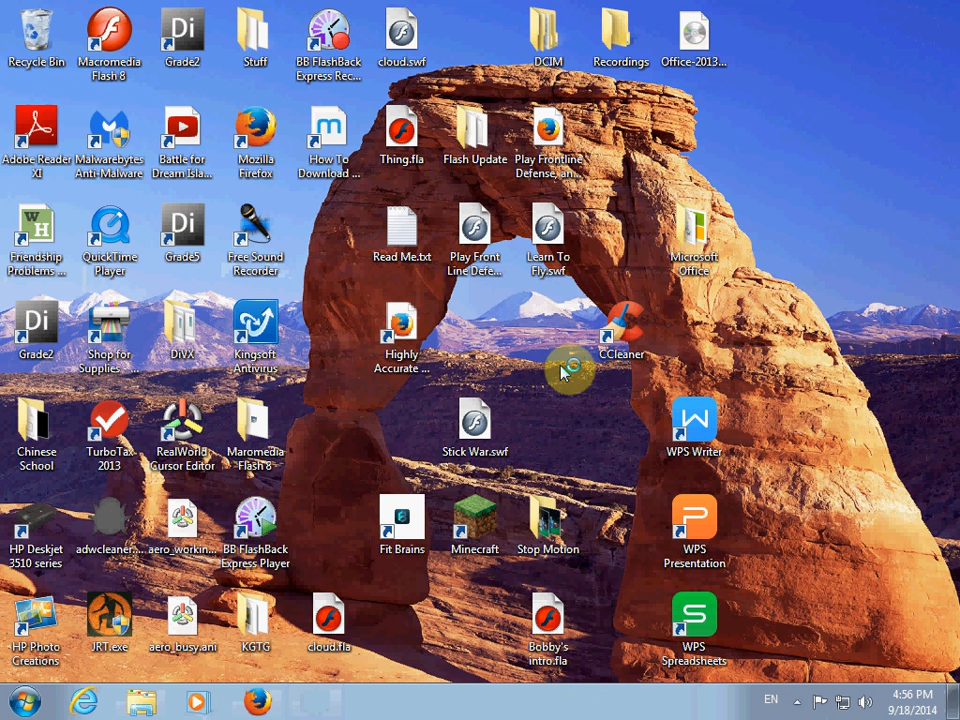 Recycle Bin
Macromedia
Flash 8
Grade2
Stuff
BB FlashBack
Express Rec...
cloud.swf
DCIM
Recordings
Office-2013...
Adobe Reader
XI
Malwarebytes
Anti-Malware
Battle for
Dream Isla...
Mozilla
Firefox
How To
Download ...
Thing.fla
Flash Update
Play Frontline
Defense, an...
Friendship
Problems ...
QuickTime
Player
Grade5
Free Sound
Recorder
Read Me.txt
Play Front
Line Defe...
Learn To
Fly.swf
Microsoft
Office
Grade2
Shop for
Supplies - ...
DiVX
Kingsoft
Antivirus
Highly
Accurate ...
CCleaner
Chinese
School
TurboTax
2013
RealWorld
Cursor Editor
Maromedia
Flash 8
Stick War.swf
WPS Writer
HP Deskjet
3510 series
adwcleaner....
aero_workin...
BB FlashBack
Express Player
Fit Brains
Minecraft
Stop Motion
WPS
Presentation
HP Photo
Creations
JRT.exe
aero_busy.ani
KGTG
cloud.fla
Bobby's
intro.fla
WPS
Spreadsheets
EN
4:56 PM
9/18/2014